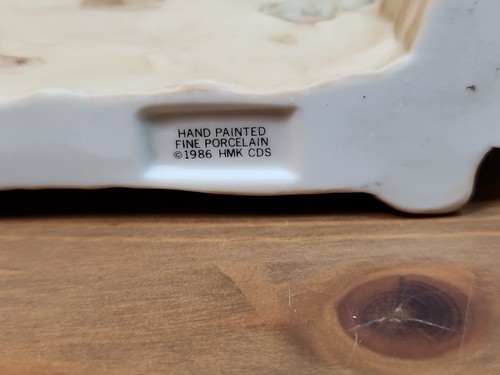 HAND PAINTED
FINE PORCELAIN
©1986 HMK CDS